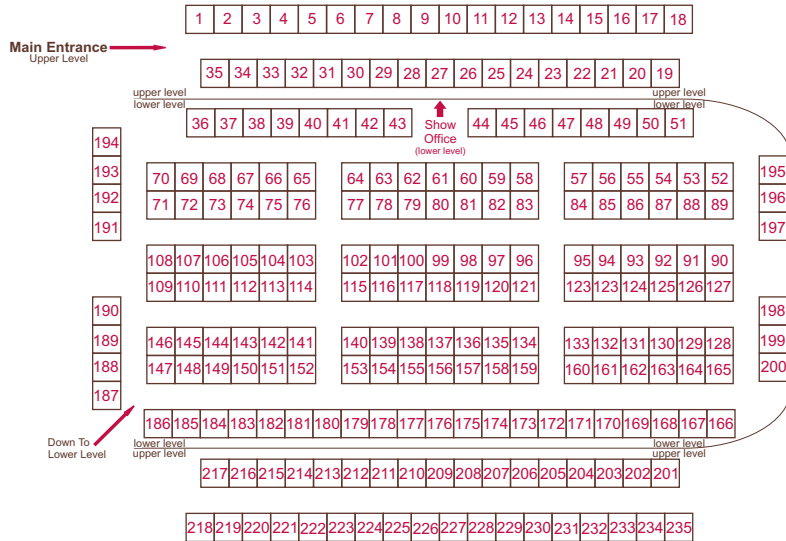 1 2 3 4 5 6 7 8 9 10 11 12 13 14 15 16 17 18
Main Entrance
Upper Level
35 34 33 32 31 30 29 28 27 26 25 24 23 22 21 20 19
upper level upper level
lower level lower level
36 37 38 39 40 41 42 43 44 45 46 47 48 49 50 51
Show
Office
(lower level)
194
193
192
191
195
196
197
70 69 68 67 66 65 64 63 62 61 60 59 58 57 56 55 54 53 52
71 72 73 74 75 76 77 78 79 80 81 82 83 84 85 86 87 88 89
108 107 106 105 104 103 102 101 100 99 98 97 96 95 94 93 92 91 90
109 110 111 112 113 114 115 116 117 118 119 120 121 123 123 124 125 126 127
190
189
188
187
198
199
200
146 145 144 143 142 141 140 139 138 137 136 135 134 133 132 131 130 129 128
147 148 149 150 151 152 153 154 155 156 157 158 159 160 161 162 163 164 165
186 185 184 183 182 181 180 179 178 177 176 175 174 173 172 171 170 169 168 167 166
Down To
Lower Level
lower level lower level
upper level upper level
217 216 215 214 213 212 211 210 209 208 207 206 205 204 203 202 201
218 219 220 221 222 223 224 225 226 227 228 229 230 231 232 233 234 235